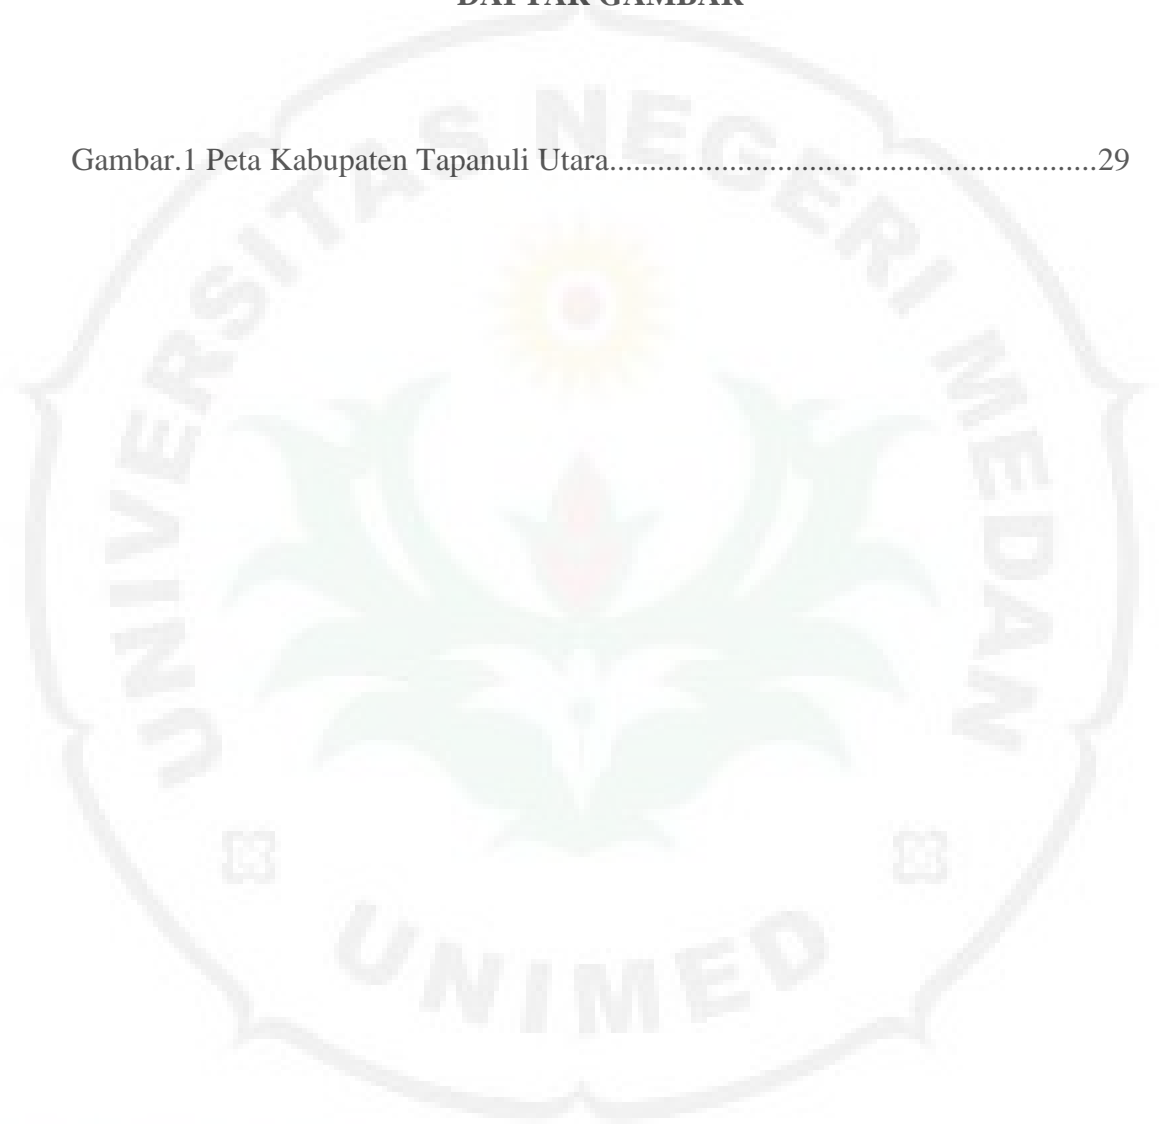 DAFTAR GAMBAR
Gambar.1 Peta Kabupaten Tapanuli Utara.............................................................29
UNIVERSITAS NEGERI MEDAN
UNIMED